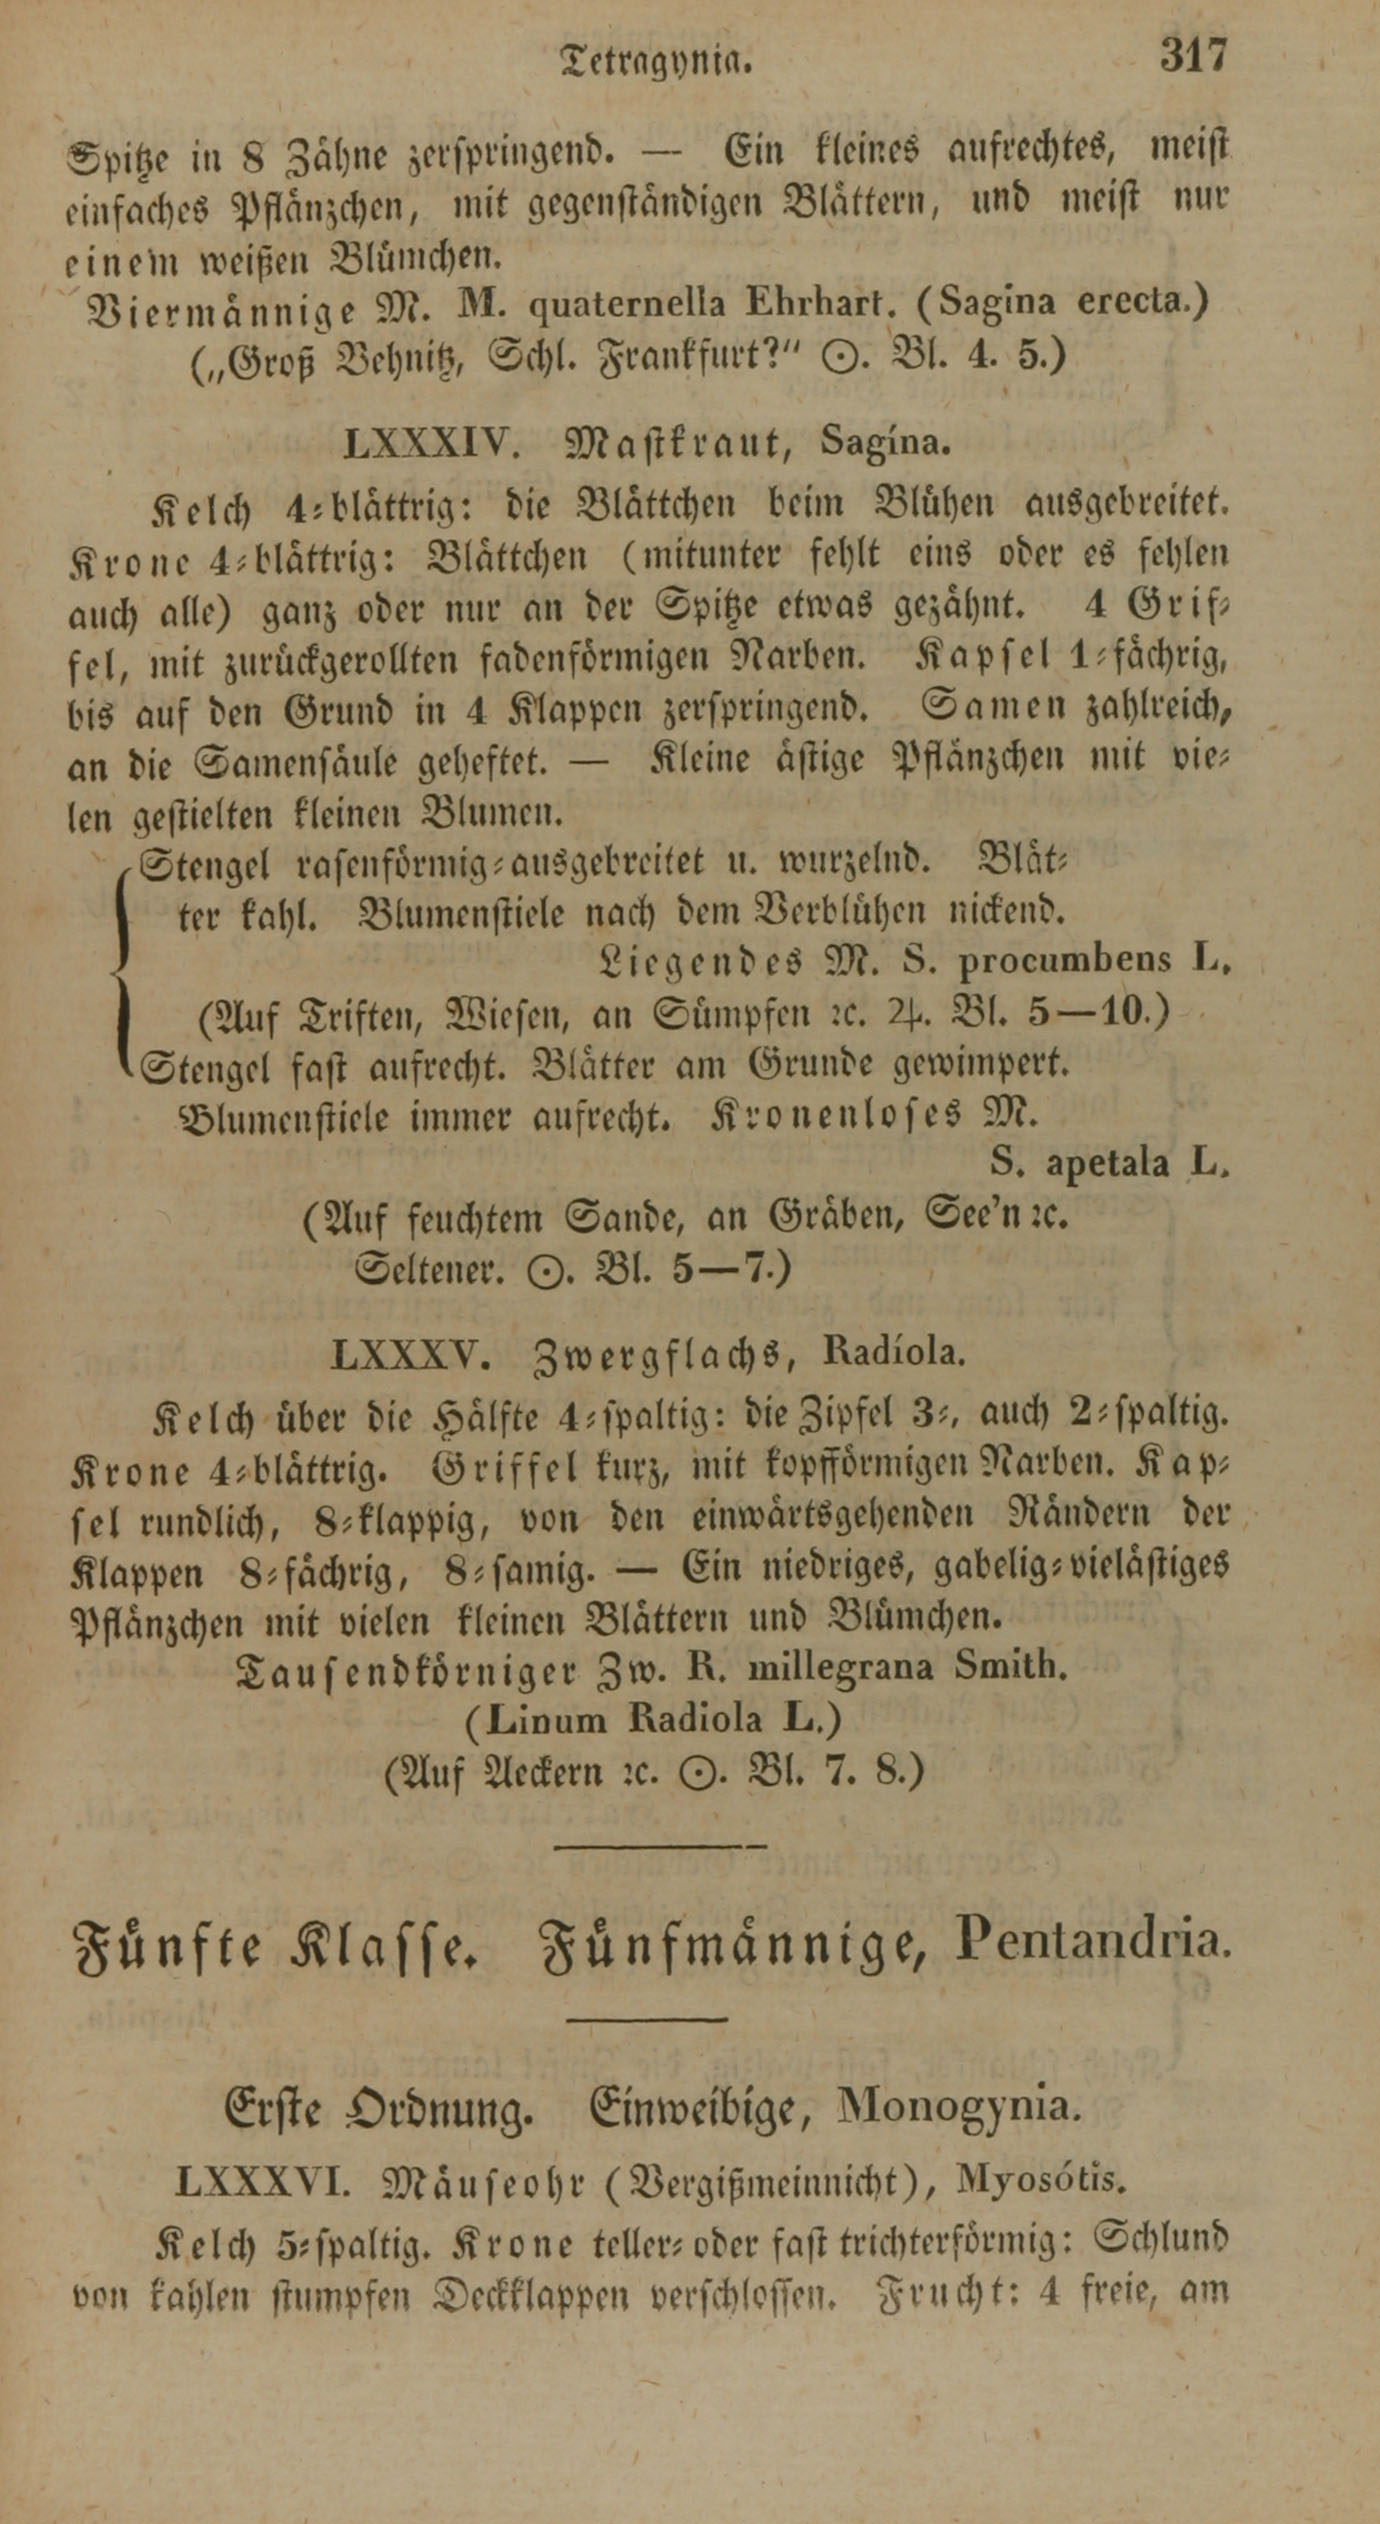 Tetragynia. 317
Spitze in 8 Zähne zerspringend. — Ein kleines aufrechtes, meist
einfaches Pflänzchen, mit gegenständigen Blättern, und meist nur
einem weißen Blümchen.
Viermännige M. M. quaternella Ehrhart. (Sagina erecta.)
(„Groß Behnitz, Schl. Frankfurt?“ ⊙. Bl. 4. 5.)
LXXXIV. Mastkraut, Sagína.
Kelch 4-blättrig: die Blättchen beim Blühen ausgebreitet.
Krone 4-blättrig: Blättchen (mitunter fehlt eins oder es fehlen
auch alle) ganz oder nur an der Spitze etwas gezähnt. 4 Grif-
fel, mit zurückgerollten fadenförmigen Narben. Kapsel 1-fächrig,
bis auf den Grund in 4 Klappen zerspringend. Samen zahlreich,
an die Samensäule geheftet. — Kleine ästige Pflänzchen mit vie-
len gestielten kleinen Blumen.
Stengel rasenförmig-ausgebreitet u. wurzelnd. Blät-
ter kahl. Blumenstiele nach dem Verblühen nickend.
Liegendes M. S. procumbens L.
(Auf Triften, Wiesen, an Sümpfen ꝛc. ♃. Bl. 5—10.)
Stengel fast aufrecht. Blätter am Grunde gewimpert.
Blumenstiele immer aufrecht. Kronenloses M.
S. apetala L.
(Auf feuchtem Sande, an Gräben, See'n ꝛc.
Seltener. ⊙. Bl. 5—7.)
LXXXV. Zwergflachs, Radíola.
Kelch über die Hälfte 4-spaltig: die Zipfel 3-, auch 2-spaltig.
Krone 4-blättrig. Griffel kurz, mit kopfförmigen Narben. Kap-
sel rundlich, 8-klappig, von den einwärtsgehenden Rändern der
Klappen 8-fächrig, 8-samig. — Ein niedriges, gabelig-vielästiges
Pflänzchen mit vielen kleinen Blättern und Blümchen.
Tausendkörniger Zw. R. millegrana Smith.
(Linum Radiola L.)
(Auf Aeckern ꝛc. ⊙. Bl. 7. 8.)
Fünfte Klasse. Fünfmännige, Pentandria.
Erste Ordnung. Einweibige, Monogynia.
LXXXVI. Mäuseohr (Vergißmeinnicht), Myosótis.
Kelch 5-spaltig. Krone teller- oder fast trichterförmig: Schlund
von kahlen stumpfen Deckklappen verschlossen. Frucht: 4 freie, am